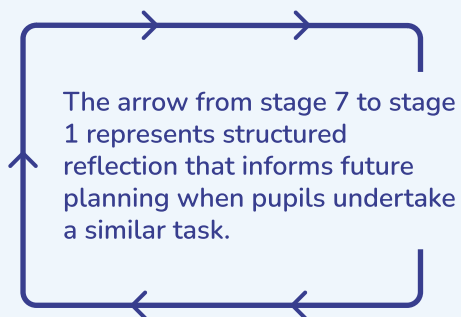 The arrow from stage 7 to stage
1 represents structured
reflection that informs future
planning when pupils undertake
a similar task.